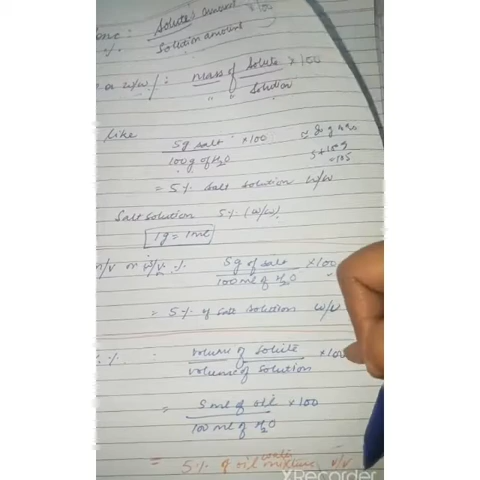 Solute amount × 100
Solution amount
w/w %: mass of Solute × 100
" " Solution
Like
5g salt × 100
100g of H2O
= 5% Salt solution w/w
Salt solution 5% (w/w)
1g = 1ml
5g of salt × 100
100 ml of H2O
= 5% of salt solution w/v
Volume of Solute × 100
Volume of Solution
= 5 ml of oil × 100
100 ml of H2O
= 5% of oil mixture v/v
XRecorder